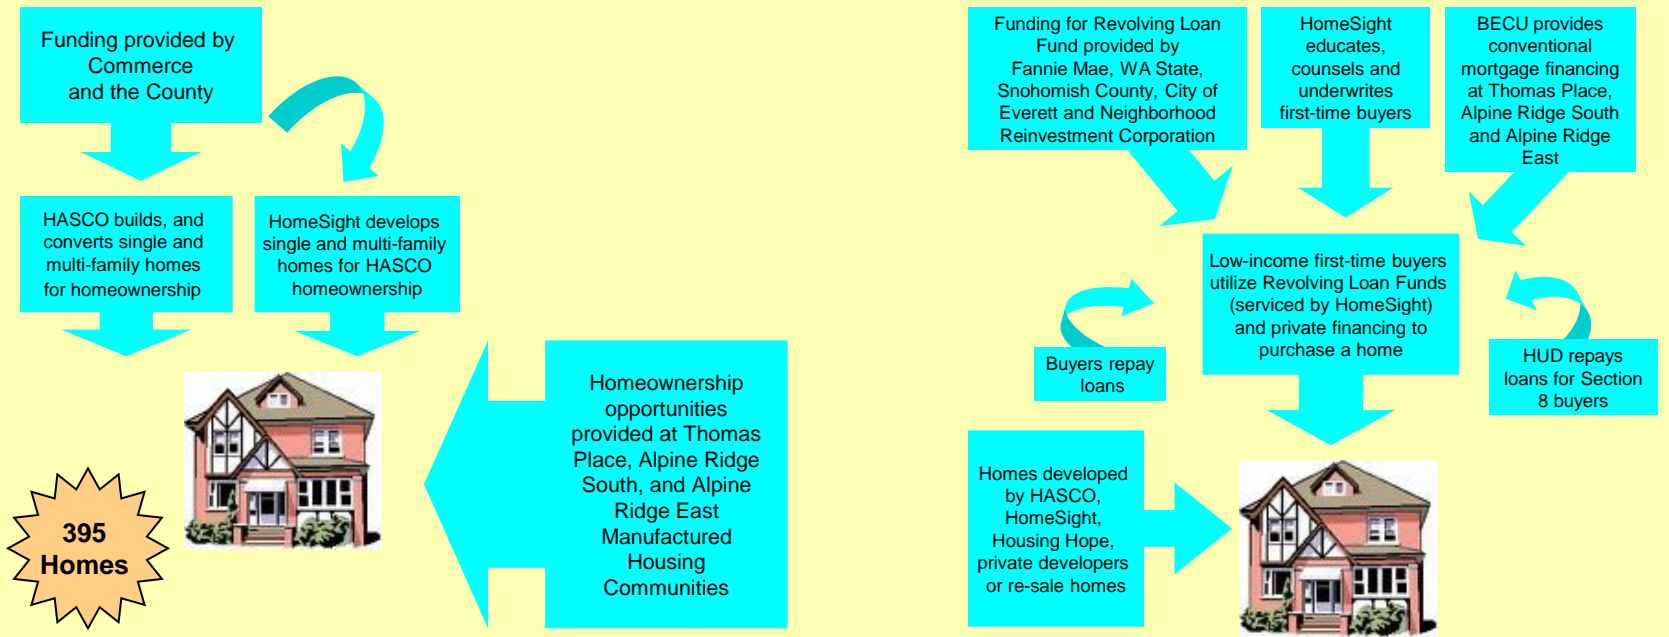 Funding provided by
Commerce
and the County
HASCO builds, and
converts single and
multi-family homes
for homeownership
HomeSight develops
single and multi-family
homes for HASCO
homeownership
395
Homes
Homeownership
opportunities
provided at Thomas
Place, Alpine Ridge
South, and Alpine
Ridge East
Manufactured
Housing
Communities
Funding for Revolving Loan
Fund provided by
Fannie Mae, WA State,
Snohomish County, City of
Everett and Neighborhood
Reinvestment Corporation
HomeSight
educates,
counsels and
underwrites
first-time buyers
BECU provides
conventional
mortgage financing
at Thomas Place,
Alpine Ridge South
and Alpine Ridge
East
Low-income first-time buyers
utilize Revolving Loan Funds
(serviced by HomeSight)
and private financing to
purchase a home
Buyers repay
loans
HUD repays
loans for Section
8 buyers
Homes developed
by HASCO,
HomeSight,
Housing Hope,
private developers
or re-sale homes